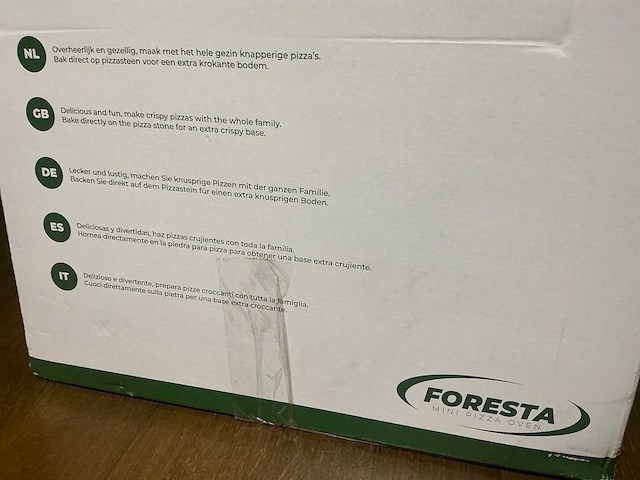 NL
Overheerlijk en gezellig, maak met het hele gezin knapperige pizza's.
Bak direct op pizzasteen voor een extra krokante bodem.
GB
Delicious and fun, make crispy pizzas with the whole family.
Bake directly on the pizza stone for an extra crispy base.
DE
Lecker und lustig, machen Sie knusprige Pizzen mit der ganzen Familie.
Backen Sie direkt auf dem Pizzastein für einen extra knusprigen Boden.
ES
Deliciosas y divertidas, haz pizzas crujientes con toda la familia.
Hornea directamente en la piedra para pizza para obtener una base extra crujiente.
IT
Delizioso e divertente, prepara pizze croccanti con tutta la famiglia.
Cuoci direttamente sulla pietra per una base extra croccante.
FORESTA
MINI PIZZA OVEN